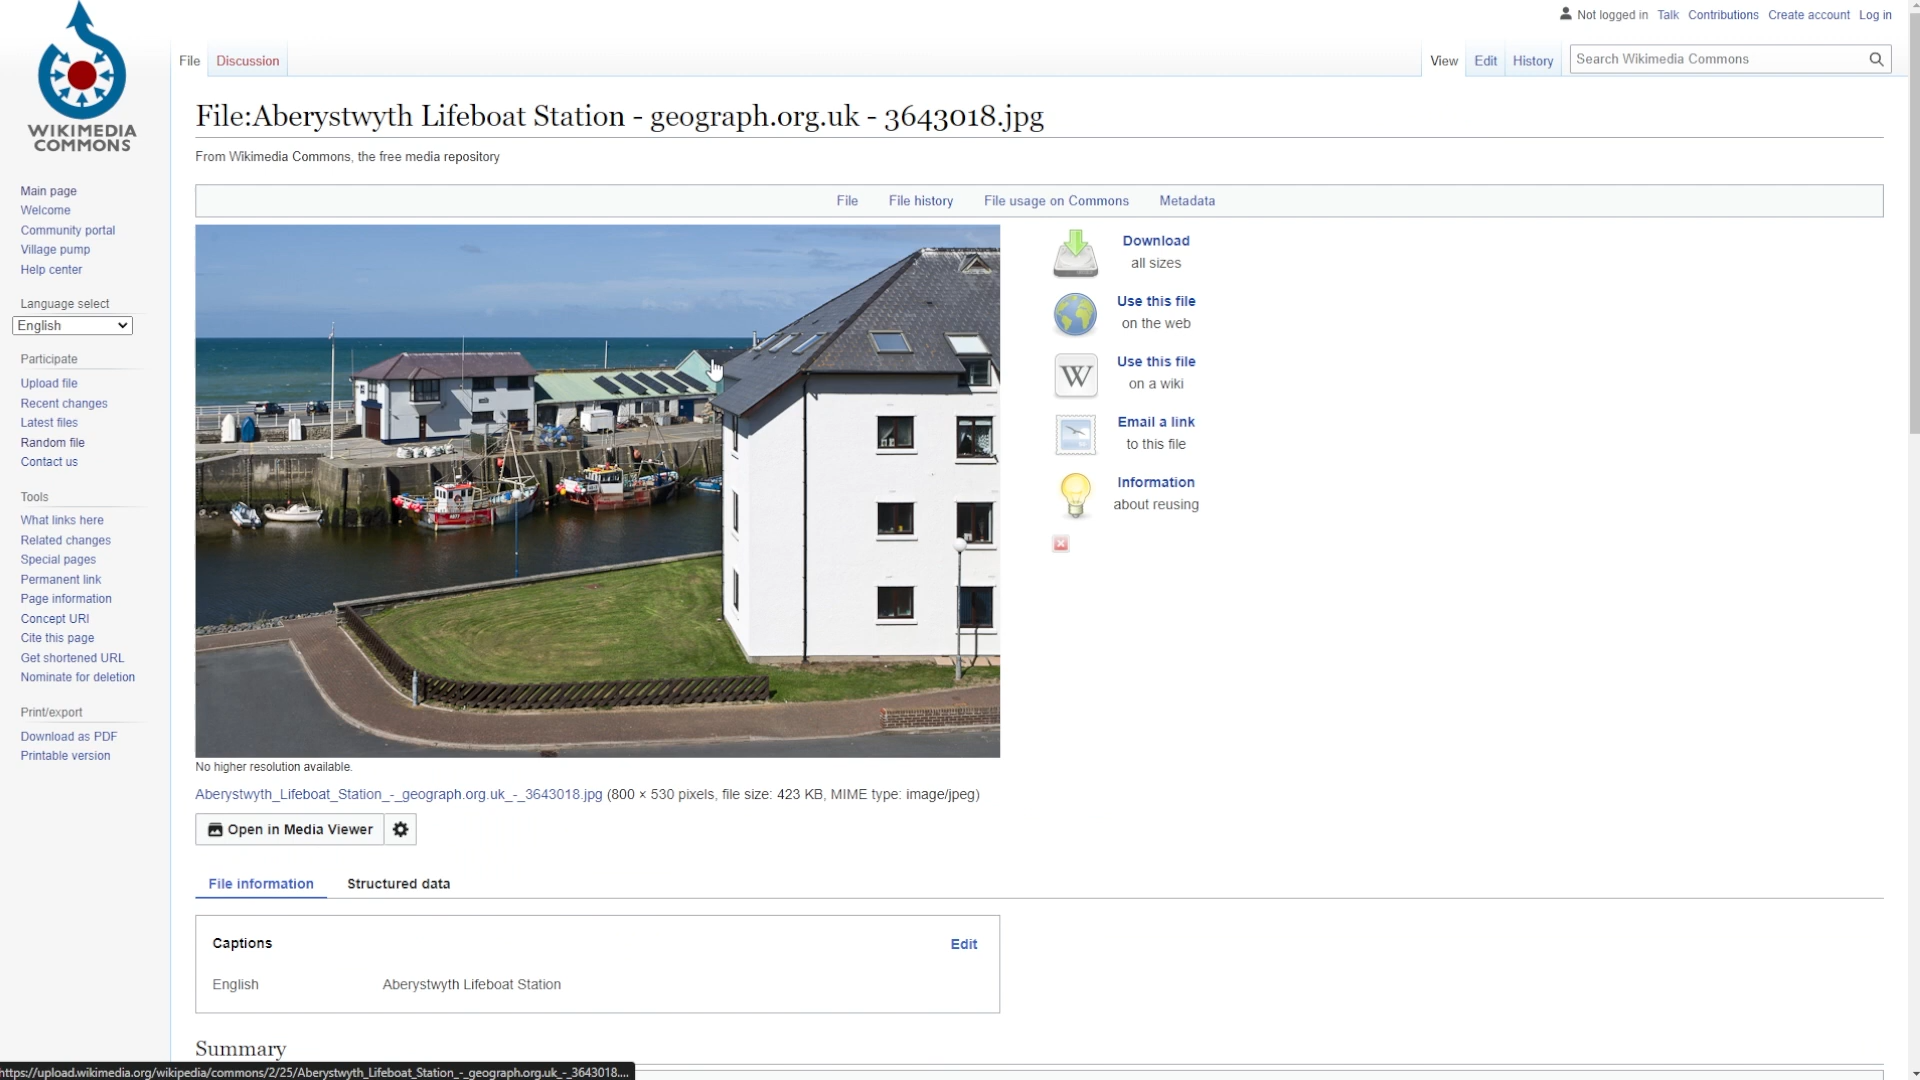 Not logged in Talk Contributions Create account Log in
File Discussion View Edit History Search Wikimedia Commons
WIKIMEDIA
COMMONS
File:Aberystwyth Lifeboat Station - geograph.org.uk - 3643018.jpg
From Wikimedia Commons, the free media repository
File File history File usage on Commons Metadata
Main page
Welcome
Community portal
Village pump
Help center
Language select
English
Participate
Upload file
Recent changes
Latest files
Random file
Contact us
Tools
What links here
Related changes
Special pages
Permanent link
Page information
Concept URI
Cite this page
Get shortened URL
Nominate for deletion
Print/export
Download as PDF
Printable version
Download
all sizes
Use this file
on the web
W
Use this file
on a wiki
Email a link
to this file
Information
about reusing
No higher resolution available.
Aberystwyth_Lifeboat_Station_-_geograph.org.uk_-_3643018.jpg (800 × 530 pixels, file size: 423 KB, MIME type: image/jpeg)
Open in Media Viewer
File information Structured data
Captions Edit
English Aberystwyth Lifeboat Station
Summary
https://upload.wikimedia.org/wikipedia/commons/2/25/Aberystwyth_Lifeboat_Station_-_geograph.org.uk_-_3643018....